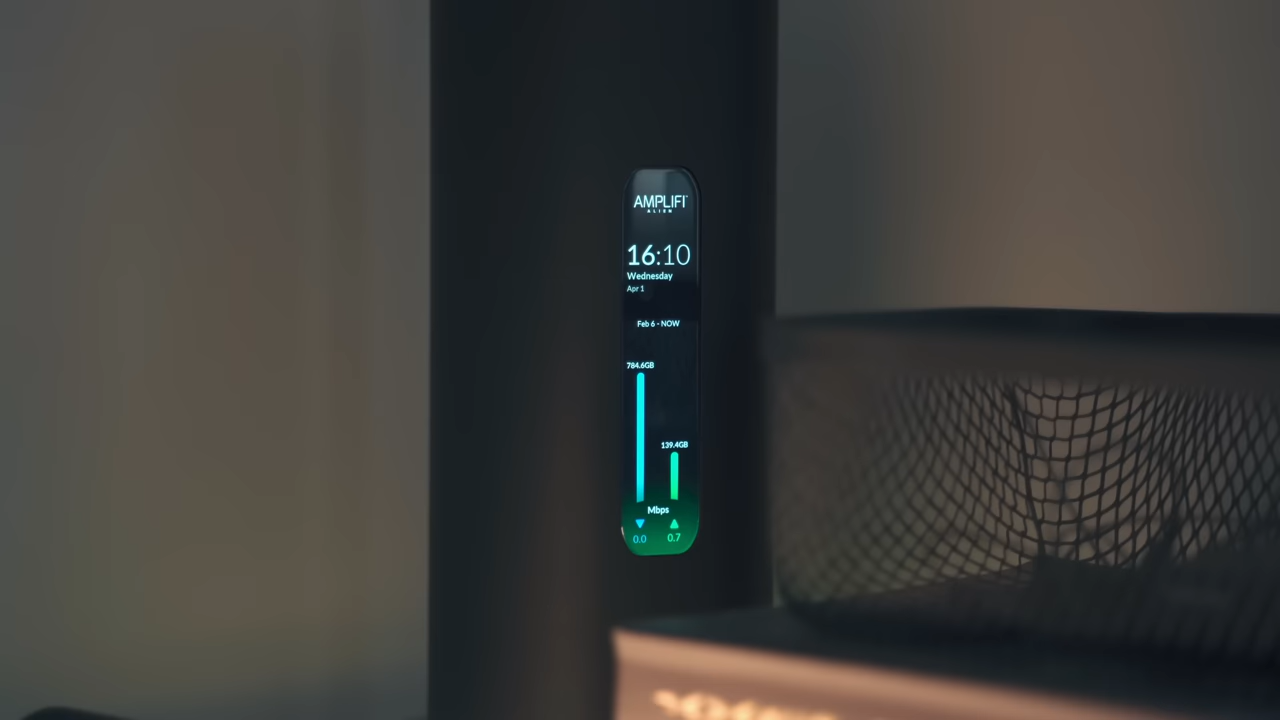 AMPLIFI
ALIEN
16:10
Wednesday
Apr 1
Feb 6 - NOW
784.6GB
139.4GB
Mbps
0.0 0.7